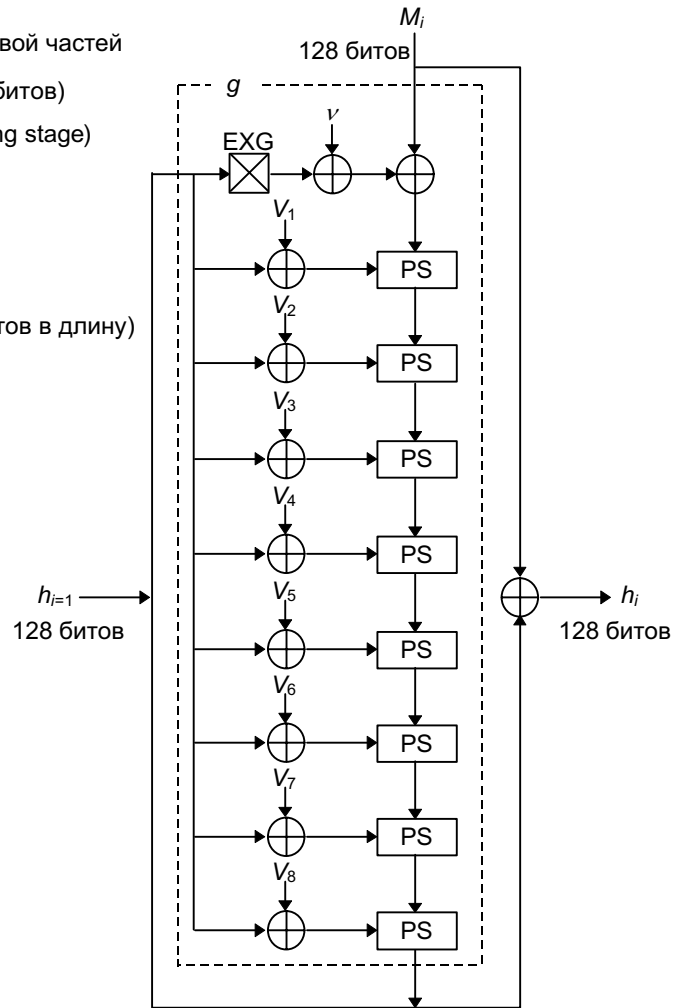 M_i
вой частей
128 битов
битов)
g
ng stage)
ν
EXG
V_1
PS
V_2
тов в длину)
PS
V_3
PS
V_4
PS
h_{i=1}
h_i
128 битов
V_5
128 битов
PS
V_6
PS
V_7
PS
V_8
PS